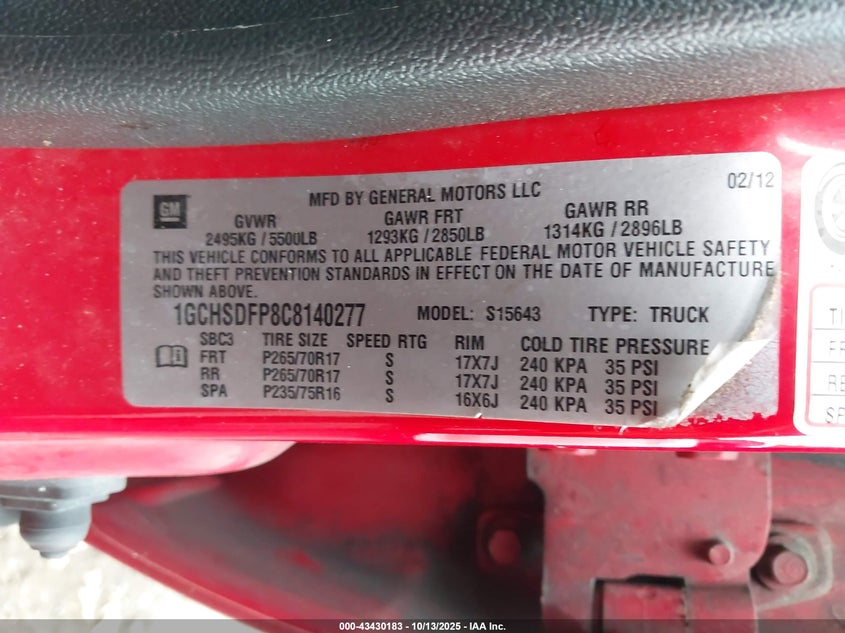 02/12
GM
MFD BY GENERAL MOTORS LLC
GVWR GAWR FRT GAWR RR
2495KG / 5500LB 1293KG / 2850LB 1314KG / 2896LB
THIS VEHICLE CONFORMS TO ALL APPLICABLE FEDERAL MOTOR VEHICLE SAFETY
AND THEFT PREVENTION STANDARDS IN EFFECT ON THE DATE OF MANUFACTURE
SHOWN ABOVE.
1GCHSDFP8C8140277 MODEL: S15643 TYPE: TRUCK
SBC3 TIRE SIZE SPEED RTG RIM COLD TIRE PRESSURE
FRT P265/70R17 S 17X7J 240 KPA 35 PSI
RR P265/70R17 S 17X7J 240 KPA 35 PSI
SPA P235/75R16 S 16X6J 240 KPA 35 PSI
000-43430183 - 10/13/2025 - IAA Inc.